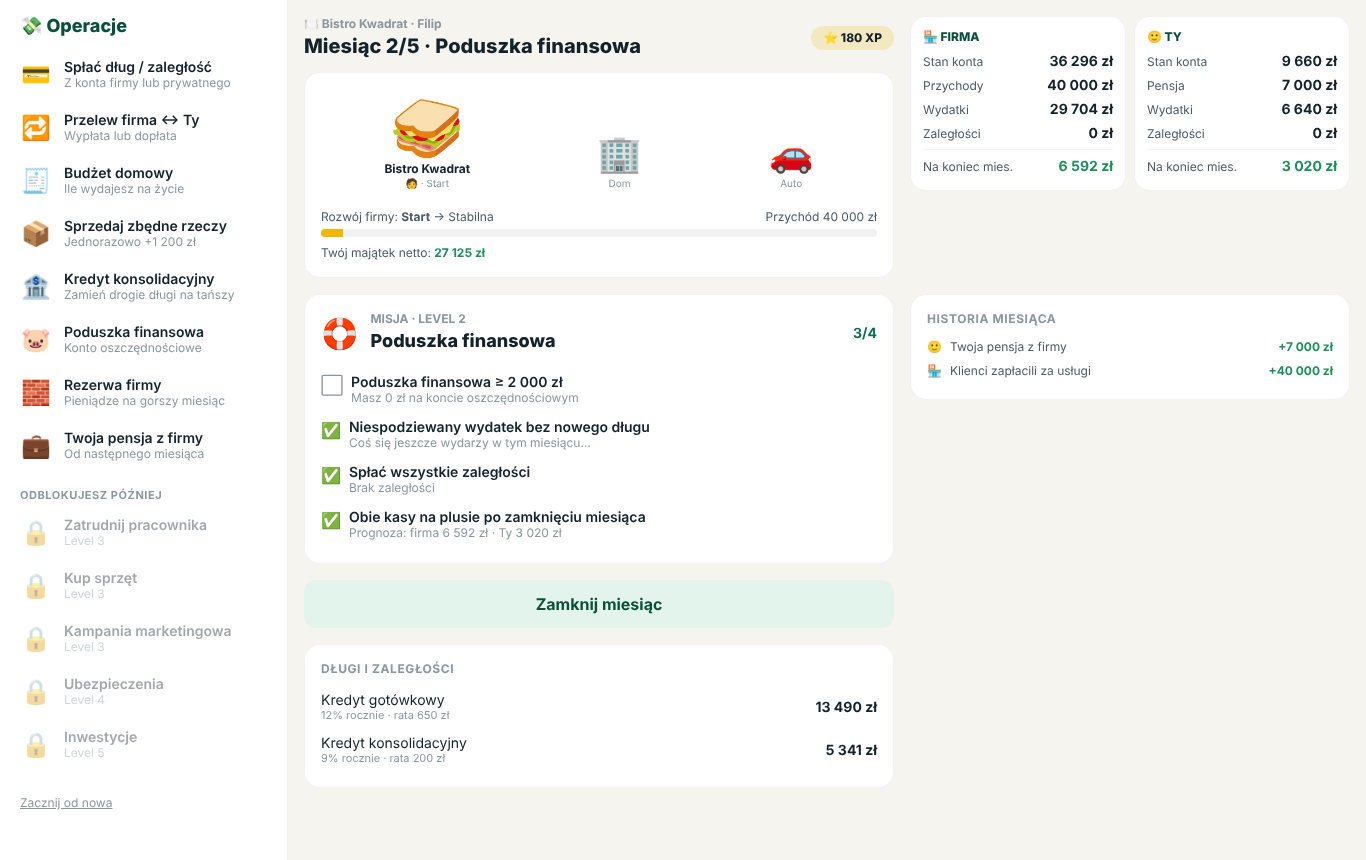 Operacje
Spłać dług / zaległość
Z konta firmy lub prywatnego
Przelew firma ↔ Ty
Wypłata lub dopłata
Budżet domowy
Ile wydajesz na życie
Sprzedaj zbędne rzeczy
Jednorazowo +1 200 zł
Kredyt konsolidacyjny
Zamień drogie długi na tańszy
Poduszka finansowa
Konto oszczędnościowe
Rezerwa firmy
Pieniądze na gorszy miesiąc
Twoja pensja z firmy
Od następnego miesiąca
ODBLOKUJESZ PÓŹNIEJ
Zatrudnij pracownika
Level 3
Kup sprzęt
Level 3
Kampania marketingowa
Level 3
Ubezpieczenia
Level 4
Inwestycje
Level 5
Zacznij od nowa
Bistro Kwadrat · Filip
Miesiąc 2/5 · Poduszka finansowa
180 XP
Bistro Kwadrat
· Start
Dom
Auto
Rozwój firmy: Start → Stabilna
Przychód 40 000 zł
Twój majątek netto: 27 125 zł
MISJA · LEVEL 2
Poduszka finansowa
3/4
Poduszka finansowa ≥ 2 000 zł
Masz 0 zł na koncie oszczędnościowym
Niespodziewany wydatek bez nowego długu
Coś się jeszcze wydarzy w tym miesiącu...
Spłać wszystkie zaległości
Brak zaległości
Obie kasy na plusie po zamknięciu miesiąca
Prognoza: firma 6 592 zł · Ty 3 020 zł
Zamknij miesiąc
DŁUGI I ZALEGŁOŚCI
Kredyt gotówkowy
12% rocznie · rata 650 zł
13 490 zł
Kredyt konsolidacyjny
9% rocznie · rata 200 zł
5 341 zł
FIRMA
Stan konta 36 296 zł
Przychody 40 000 zł
Wydatki 29 704 zł
Zaległości 0 zł
Na koniec mies. 6 592 zł
TY
Stan konta 9 660 zł
Pensja 7 000 zł
Wydatki 6 640 zł
Zaległości 0 zł
Na koniec mies. 3 020 zł
HISTORIA MIESIĄCA
Twoja pensja z firmy +7 000 zł
Klienci zapłacili za usługi +40 000 zł